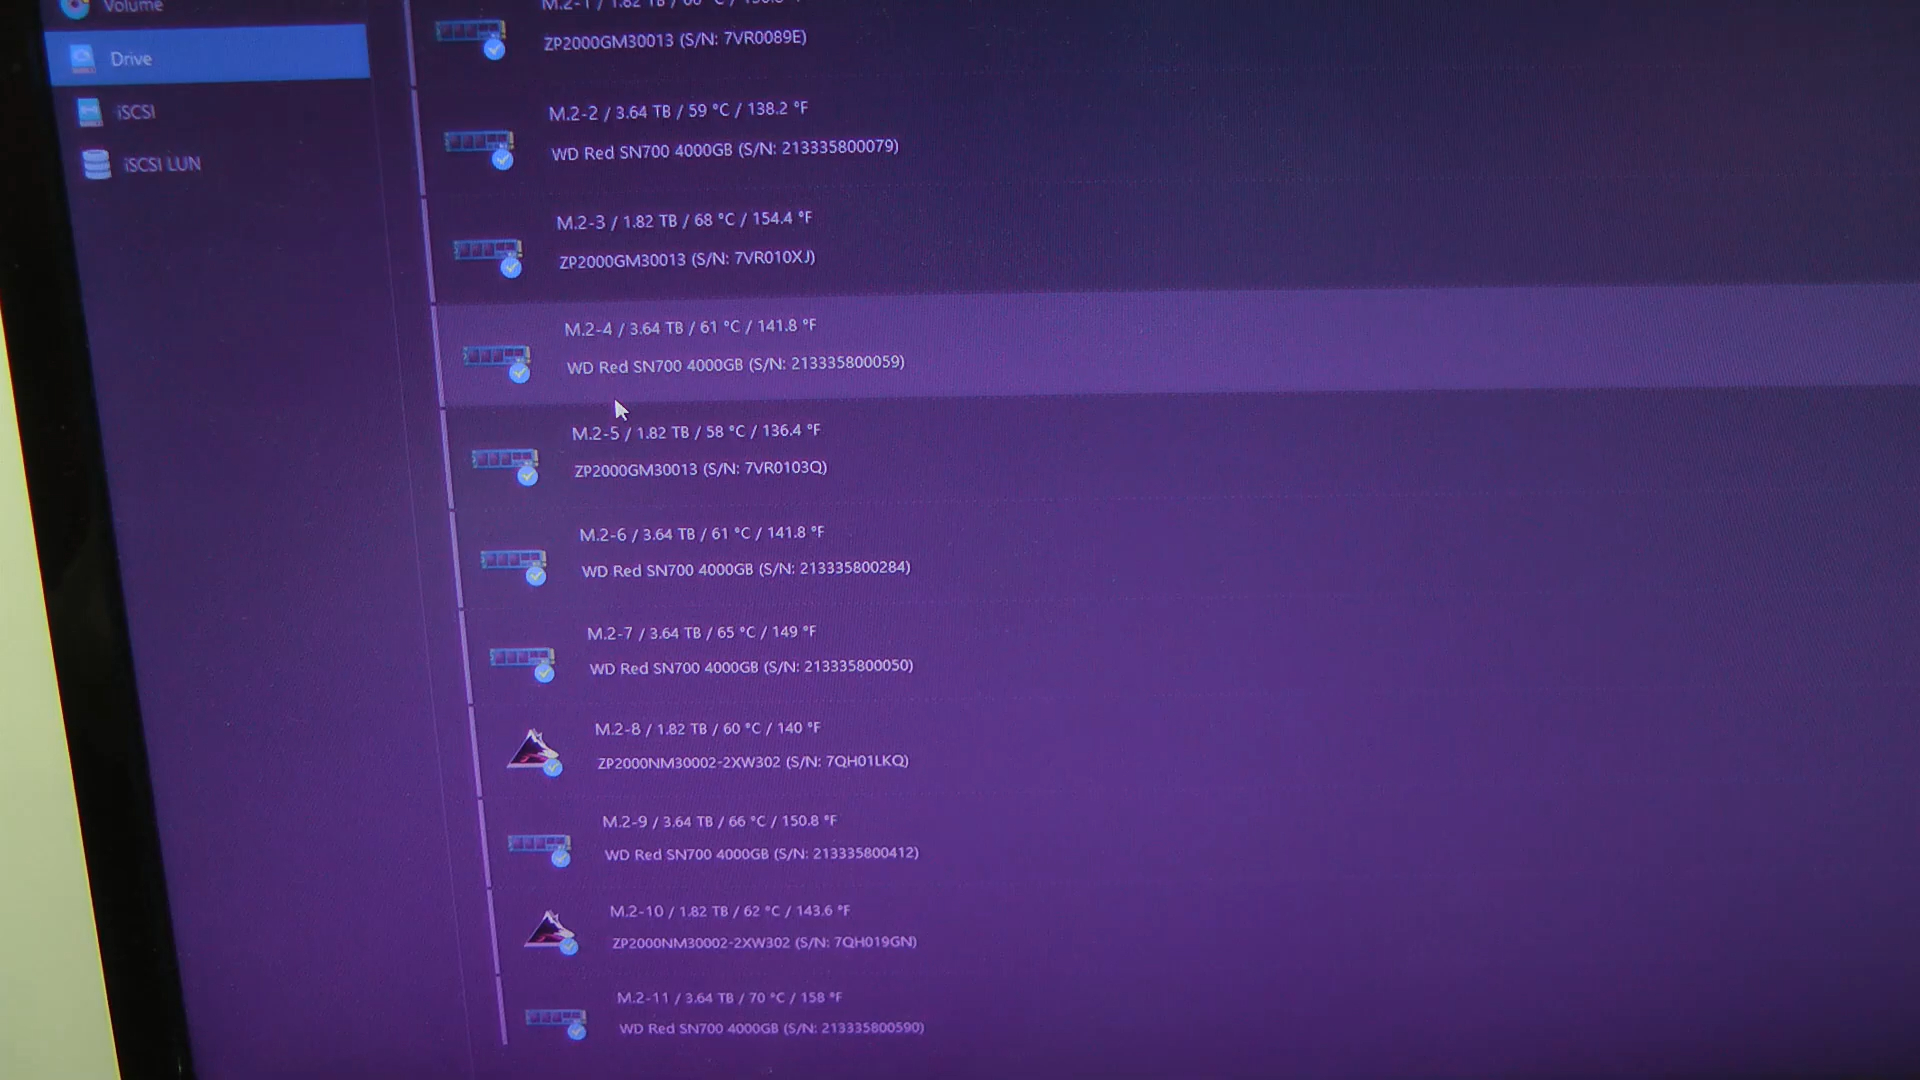 Volume
Drive
iSCSI
iSCSI LUN
M.2-1 / 1.82 TB
ZP2000GM30013 (S/N: 7VR0089E)
M.2-2 / 3.64 TB / 59 °C / 138.2 °F
WD Red SN700 4000GB (S/N: 213335800079)
M.2-3 / 1.82 TB / 68 °C / 154.4 °F
ZP2000GM30013 (S/N: 7VR010XJ)
M.2-4 / 3.64 TB / 61 °C / 141.8 °F
WD Red SN700 4000GB (S/N: 213335800059)
M.2-5 / 1.82 TB / 58 °C / 136.4 °F
ZP2000GM30013 (S/N: 7VR0103Q)
M.2-6 / 3.64 TB / 61 °C / 141.8 °F
WD Red SN700 4000GB (S/N: 213335800284)
M.2-7 / 3.64 TB / 65 °C / 149 °F
WD Red SN700 4000GB (S/N: 213335800050)
M.2-8 / 1.82 TB / 60 °C / 140 °F
ZP2000NM30002-2XW302 (S/N: 7QH01LKQ)
M.2-9 / 3.64 TB / 66 °C / 150.8 °F
WD Red SN700 4000GB (S/N: 213335800412)
M.2-10 / 1.82 TB / 62 °C / 143.6 °F
ZP2000NM30002-2XW302 (S/N: 7QH019GN)
M.2-11 / 3.64 TB / 70 °C / 158 °F
WD Red SN700 4000GB (S/N: 213335800590)